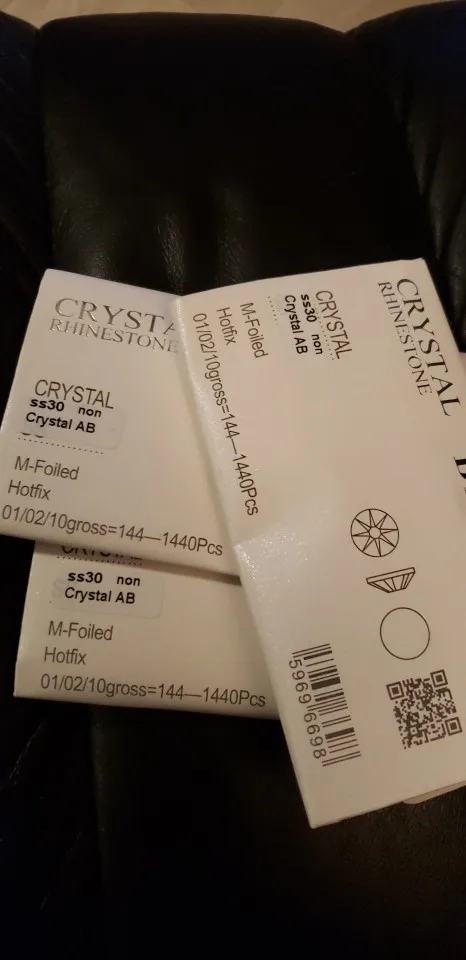 CRYSTA
RHINESTONE
CRYSTAL
ss30 non
Crystal AB
M-Foiled
Hotfix
01/02/10gross=144—1440Pcs
ss30 non
Crystal AB
M-Foiled
Hotfix
01/02/10gross=144—1440Pcs
CRYSTAL
RHINESTONE
CRYSTAL
ss30 non
Crystal AB
M-Foiled
Hotfix
01/02/10gross=144—1440Pcs
59696698